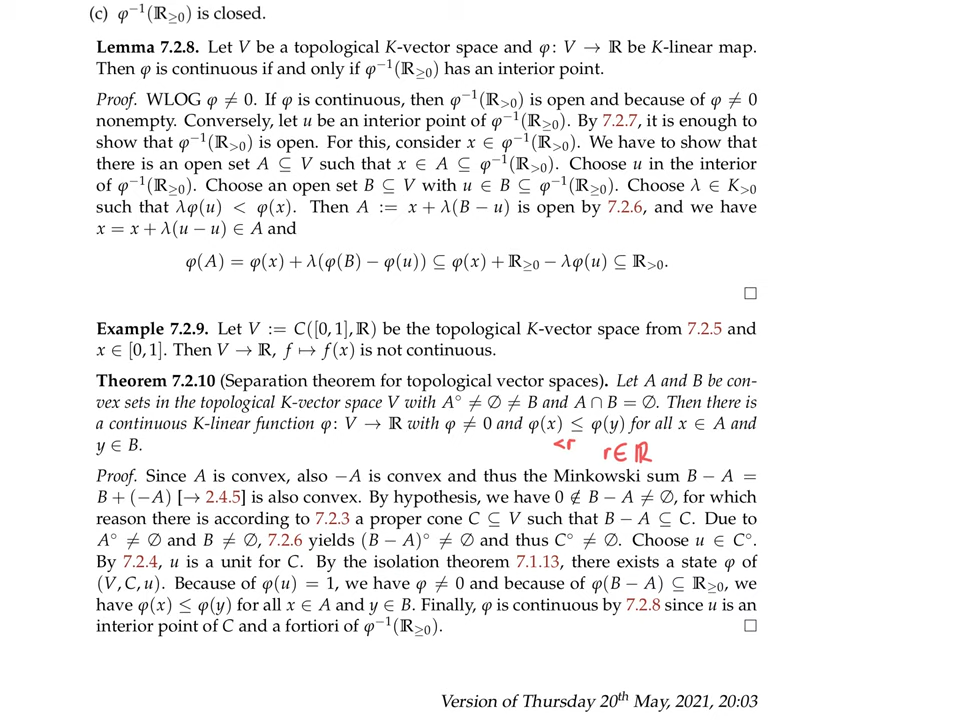 (c) φ⁻¹(ℝ≥0) is closed.
Lemma 7.2.8. Let V be a topological K-vector space and φ: V → ℝ be K-linear map.
Then φ is continuous if and only if φ⁻¹(ℝ≥0) has an interior point.
Proof. WLOG φ ≠ 0. If φ is continuous, then φ⁻¹(ℝ>0) is open and because of φ ≠ 0
nonempty. Conversely, let u be an interior point of φ⁻¹(ℝ≥0). By 7.2.7, it is enough to
show that φ⁻¹(ℝ>0) is open. For this, consider x ∈ φ⁻¹(ℝ>0). We have to show that
there is an open set A ⊆ V such that x ∈ A ⊆ φ⁻¹(ℝ>0). Choose u in the interior
of φ⁻¹(ℝ≥0). Choose an open set B ⊆ V with u ∈ B ⊆ φ⁻¹(ℝ≥0). Choose λ ∈ K>0
such that λφ(u) < φ(x). Then A := x + λ(B − u) is open by 7.2.6, and we have
x = x + λ(u − u) ∈ A and
φ(A) = φ(x) + λ(φ(B) − φ(u)) ⊆ φ(x) + ℝ≥0 − λφ(u) ⊆ ℝ>0.
□
Example 7.2.9. Let V := C([0, 1], ℝ) be the topological K-vector space from 7.2.5 and
x ∈ [0, 1]. Then V → ℝ, f ↦ f(x) is not continuous.
Theorem 7.2.10 (Separation theorem for topological vector spaces). Let A and B be con-
vex sets in the topological K-vector space V with A° ≠ ∅ ≠ B and A ∩ B = ∅. Then there is
a continuous K-linear function φ: V → ℝ with φ ≠ 0 and φ(x) ≤ φ(y) for all x ∈ A and
y ∈ B.
<r r∈ℝ
Proof. Since A is convex, also −A is convex and thus the Minkowski sum B − A =
B + (−A) [→ 2.4.5] is also convex. By hypothesis, we have 0 ∉ B − A ≠ ∅, for which
reason there is according to 7.2.3 a proper cone C ⊆ V such that B − A ⊆ C. Due to
A° ≠ ∅ and B ≠ ∅, 7.2.6 yields (B − A)° ≠ ∅ and thus C° ≠ ∅. Choose u ∈ C°.
By 7.2.4, u is a unit for C. By the isolation theorem 7.1.13, there exists a state φ of
(V, C, u). Because of φ(u) = 1, we have φ ≠ 0 and because of φ(B − A) ⊆ ℝ≥0, we
have φ(x) ≤ φ(y) for all x ∈ A and y ∈ B. Finally, φ is continuous by 7.2.8 since u is an
interior point of C and a fortiori of φ⁻¹(ℝ≥0). □
Version of Thursday 20th May, 2021, 20:03